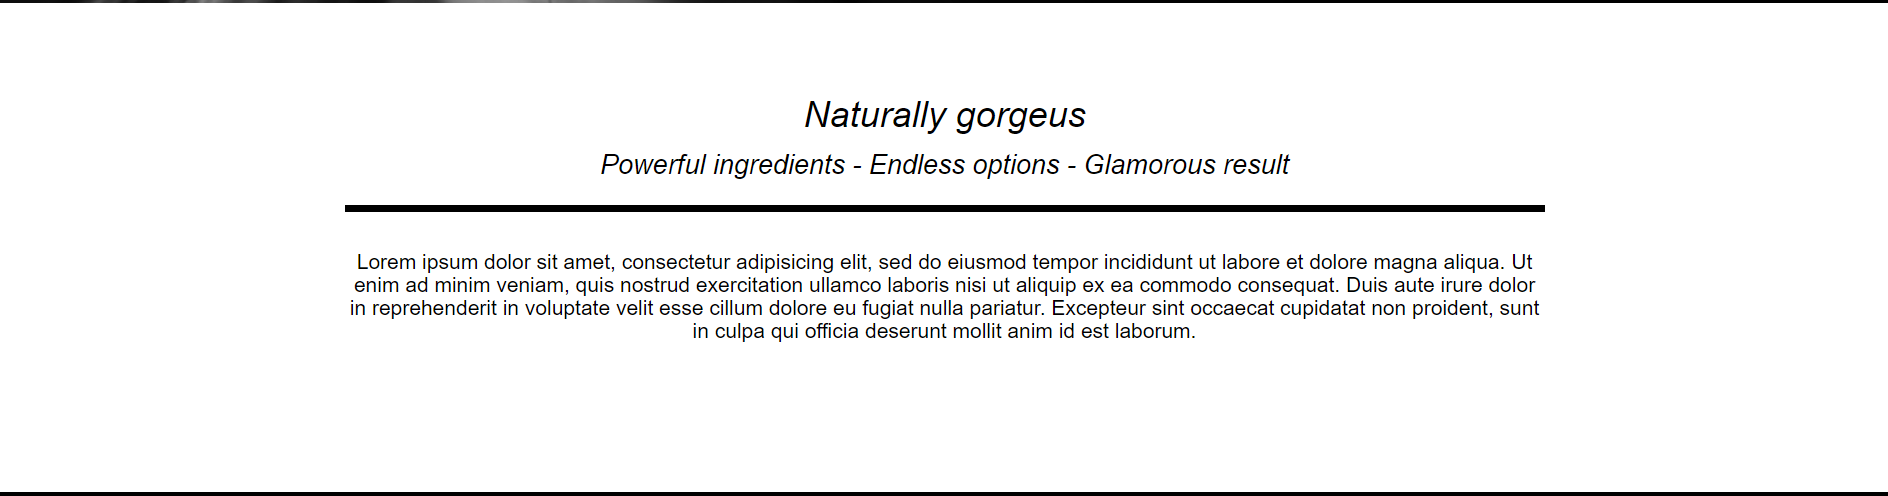 Naturally gorgeus
Powerful ingredients - Endless options - Glamorous result
Lorem ipsum dolor sit amet, consectetur adipisicing elit, sed do eiusmod tempor incididunt ut labore et dolore magna aliqua. Ut
enim ad minim veniam, quis nostrud exercitation ullamco laboris nisi ut aliquip ex ea commodo consequat. Duis aute irure dolor
in reprehenderit in voluptate velit esse cillum dolore eu fugiat nulla pariatur. Excepteur sint occaecat cupidatat non proident, sunt
in culpa qui officia deserunt mollit anim id est laborum.